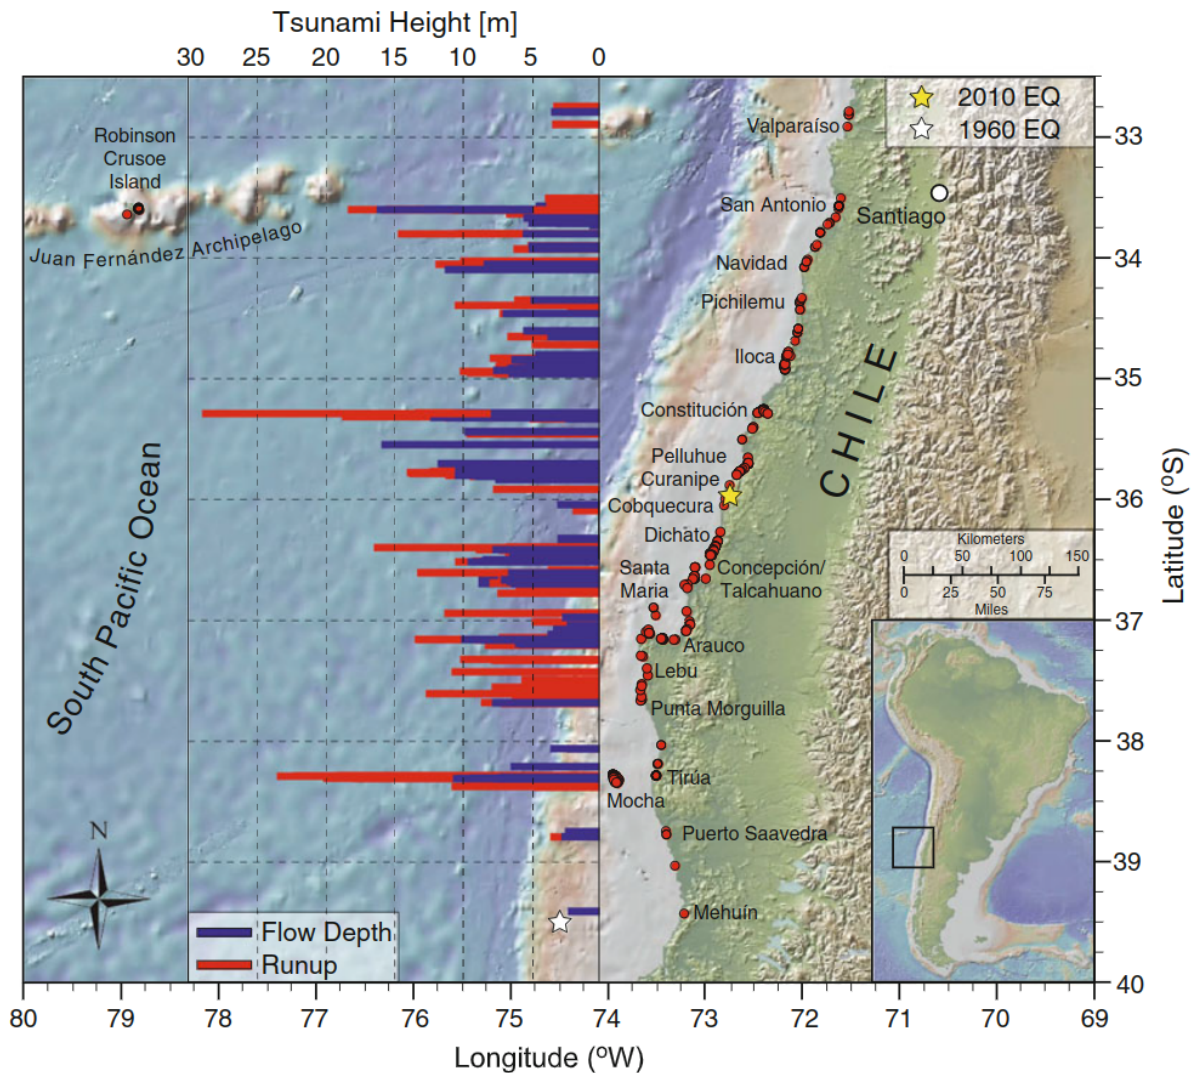 Tsunami Height [m]
30 25 23 15 10 5 0
2010 EQ
1960 EQ
Robinson
Crusoe
Island
Juan Fernández Archipelago
Valparaíso
San Antonio
Santiago
Navidad
Pichilemu
Iloca
Constitución
Pelluhue
Curanipe
Cobquecura
Dichato
Santa
Maria
Concepción/
Talcahuano
Arauco
Lebu
Punta Morguilla
Tirúa
Mocha
Puerto Saavedra
Mehuín
CHILE
South Pacific Ocean
Kilometers
0 50 100 150
0 25 50 75
Miles
N
Flow Depth
Runup
33
34
35
36
37
38
39
40
Latitude (ºS)
80 79 78 77 76 75 74 73 72 71 70 69
Longitude (ºW)